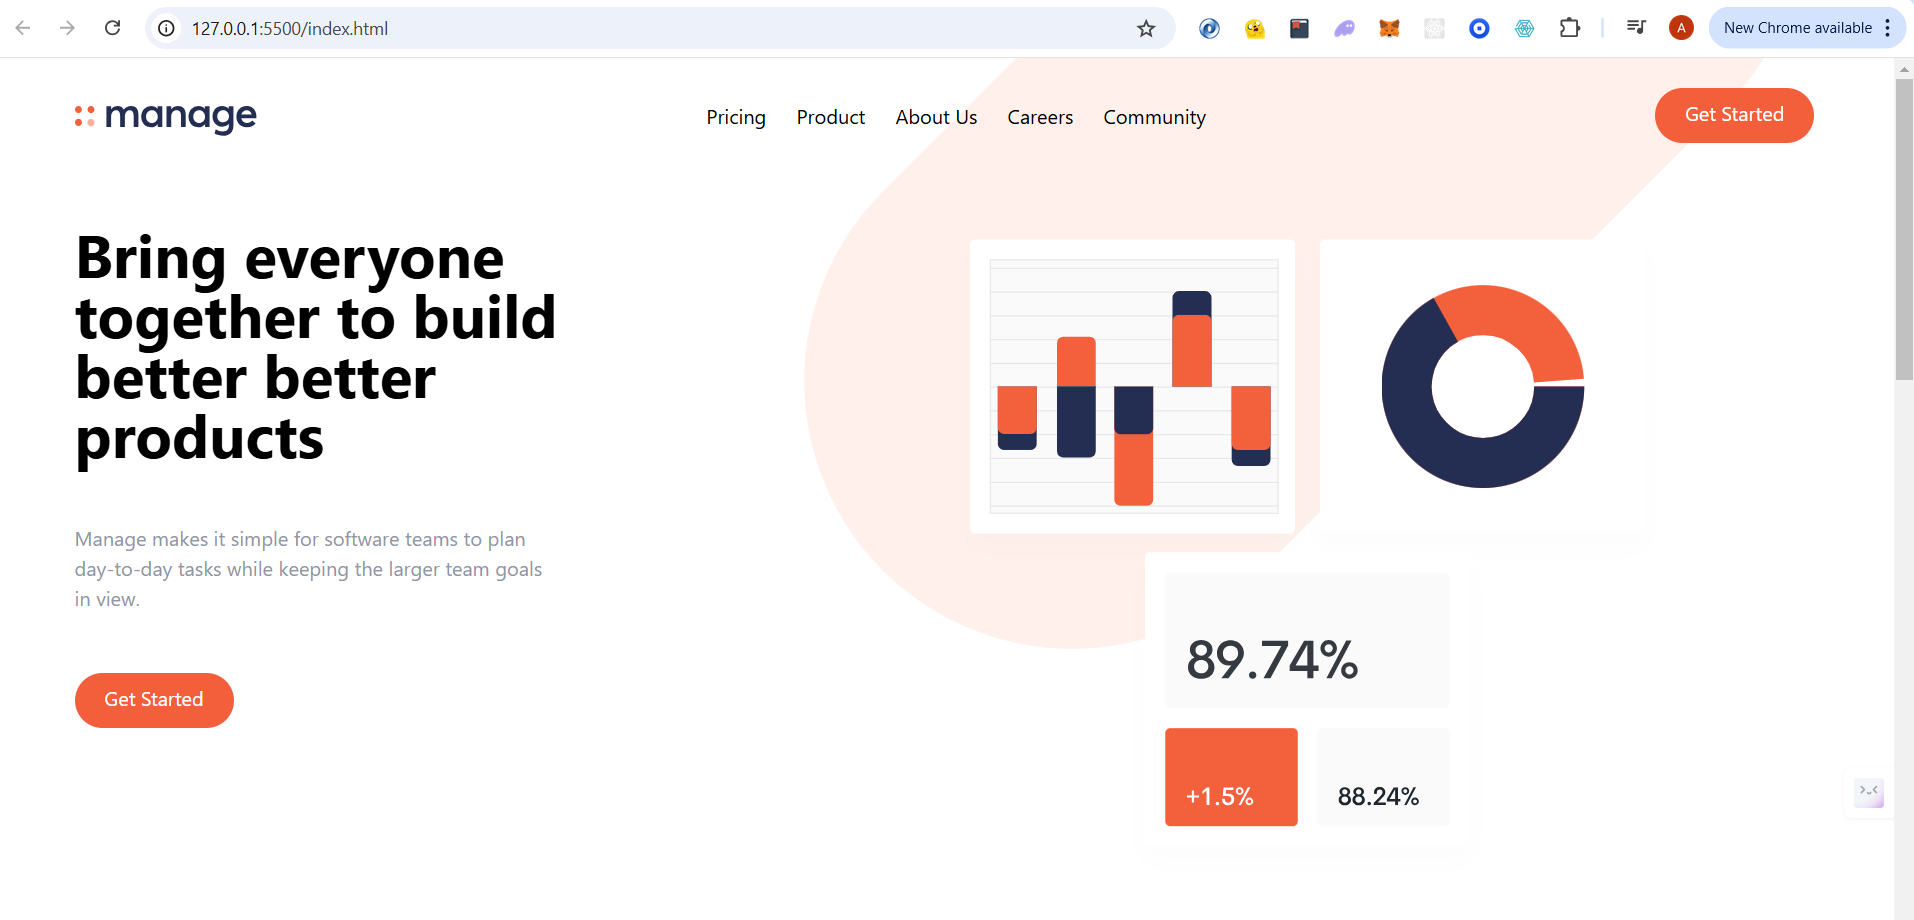 127.0.0.1:5500/index.html
A
New Chrome available
manage
Pricing
Product
About Us
Careers
Community
Get Started
Bring everyone
together to build
better better
products
Manage makes it simple for software teams to plan
day-to-day tasks while keeping the larger team goals
in view.
Get Started
89.74%
+1.5%
88.24%